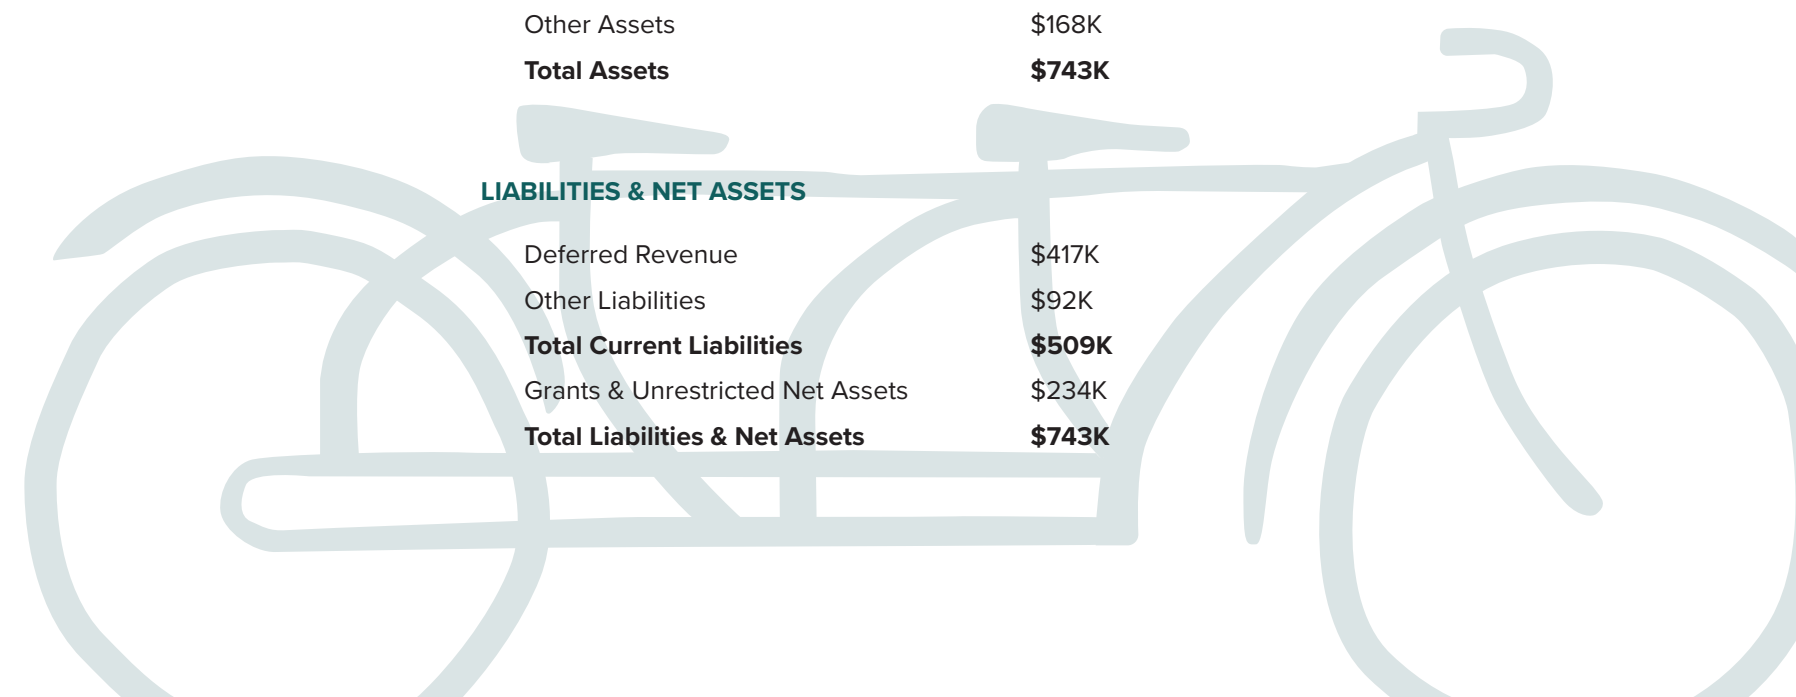 Other Assets $168K
Total Assets $743K
LIABILITIES & NET ASSETS
Deferred Revenue $417K
Other Liabilities $92K
Total Current Liabilities $509K
Grants & Unrestricted Net Assets $234K
Total Liabilities & Net Assets $743K